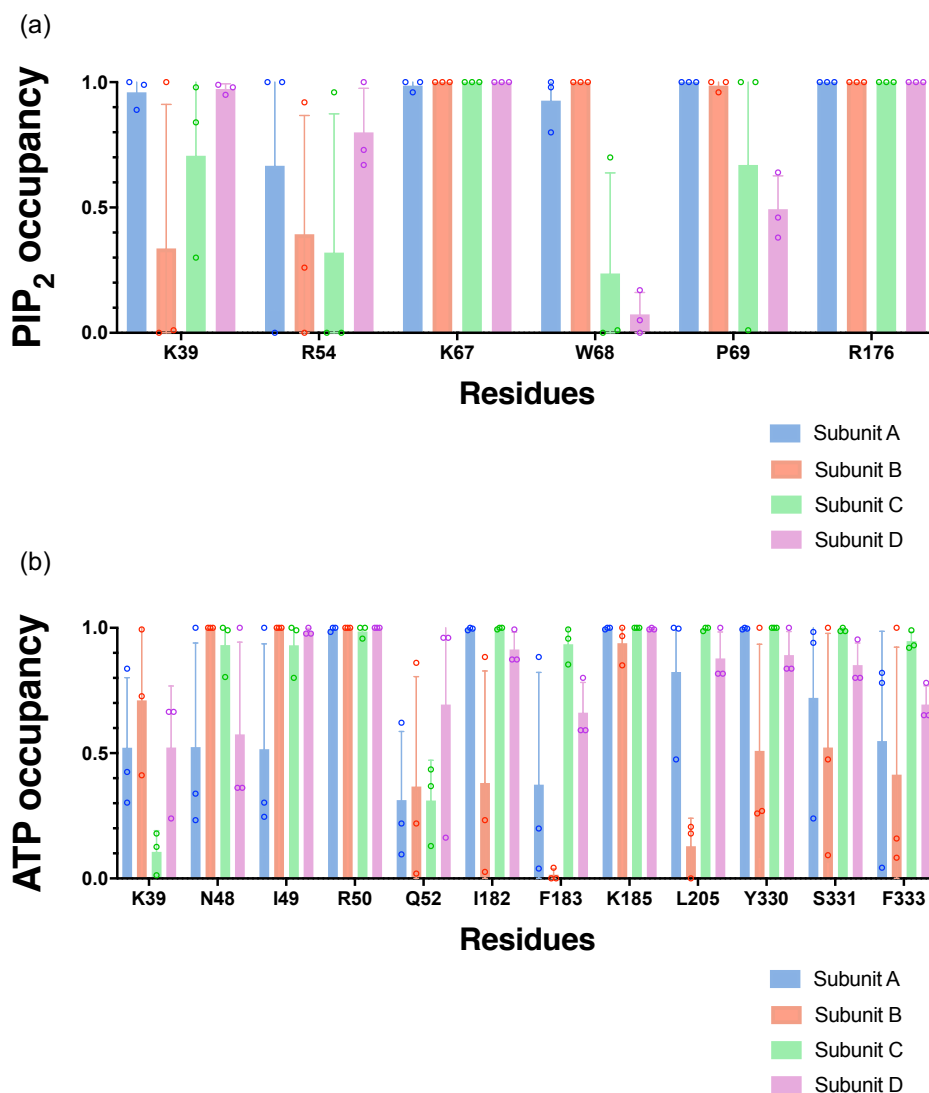 (a)
PIP2 occupancy
1.0
0.5
0.0
K39 R54 K67 W68 P69 R176
Residues
Subunit A
Subunit B
Subunit C
Subunit D
(b)
ATP occupancy
1.0
0.5
0.0
K39 N48 I49 R50 Q52 I182 F183 K185 L205 Y330 S331 F333
Residues
Subunit A
Subunit B
Subunit C
Subunit D